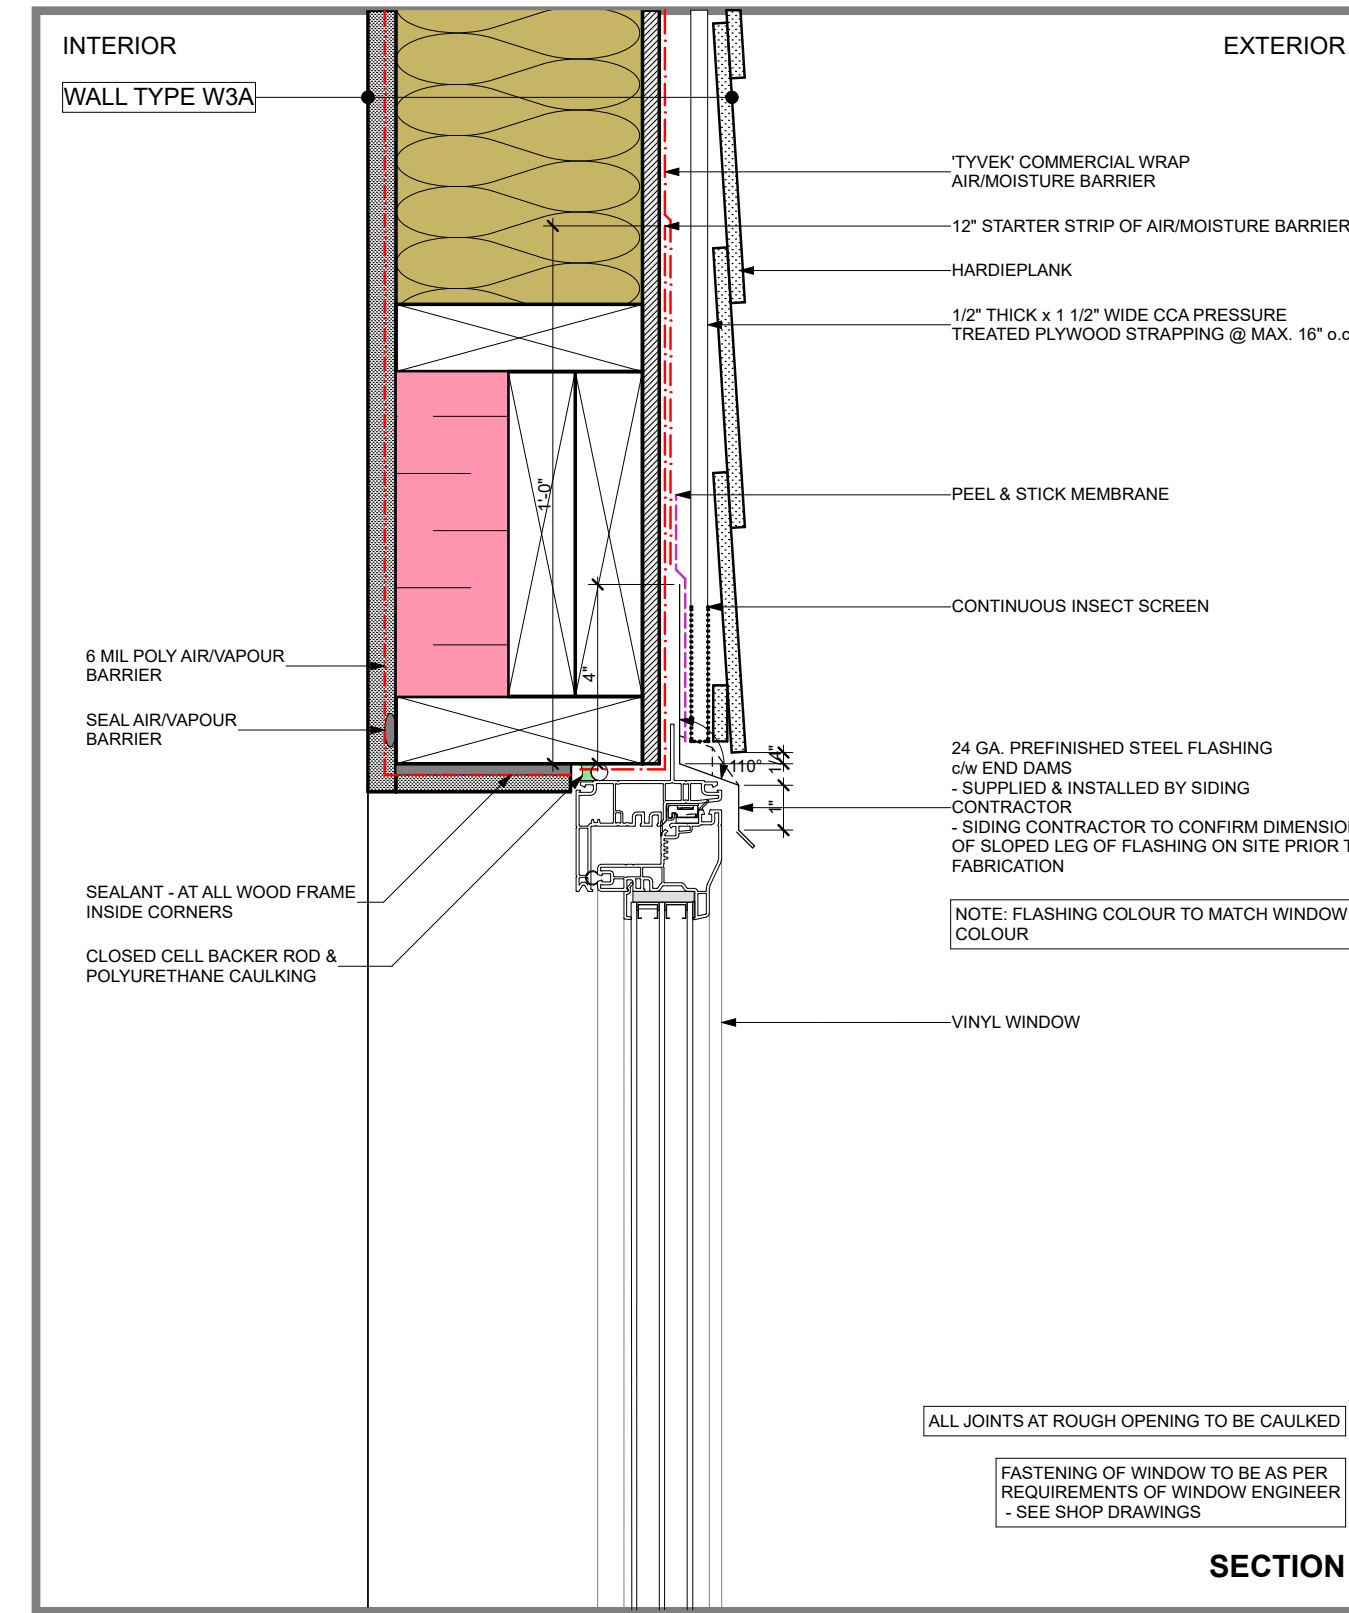 INTERIOR
EXTERIOR
WALL TYPE W3A
'TYVEK' COMMERCIAL WRAP
AIR/MOISTURE BARRIER
12" STARTER STRIP OF AIR/MOISTURE BARRIER
HARDIEPLANK
1/2" THICK x 1 1/2" WIDE CCA PRESSURE
TREATED PLYWOOD STRAPPING @ MAX. 16" o.c
PEEL & STICK MEMBRANE
1'-0"
CONTINUOUS INSECT SCREEN
4"
6 MIL POLY AIR/VAPOUR
BARRIER
SEAL AIR/VAPOUR
BARRIER
110°
1/4"
1"
24 GA. PREFINISHED STEEL FLASHING
c/w END DAMS
- SUPPLIED & INSTALLED BY SIDING
CONTRACTOR
- SIDING CONTRACTOR TO CONFIRM DIMENSIO
OF SLOPED LEG OF FLASHING ON SITE PRIOR T
FABRICATION
SEALANT - AT ALL WOOD FRAME
INSIDE CORNERS
NOTE: FLASHING COLOUR TO MATCH WINDOW
COLOUR
CLOSED CELL BACKER ROD &
POLYURETHANE CAULKING
VINYL WINDOW
ALL JOINTS AT ROUGH OPENING TO BE CAULKED
FASTENING OF WINDOW TO BE AS PER
REQUIREMENTS OF WINDOW ENGINEER
- SEE SHOP DRAWINGS
SECTION